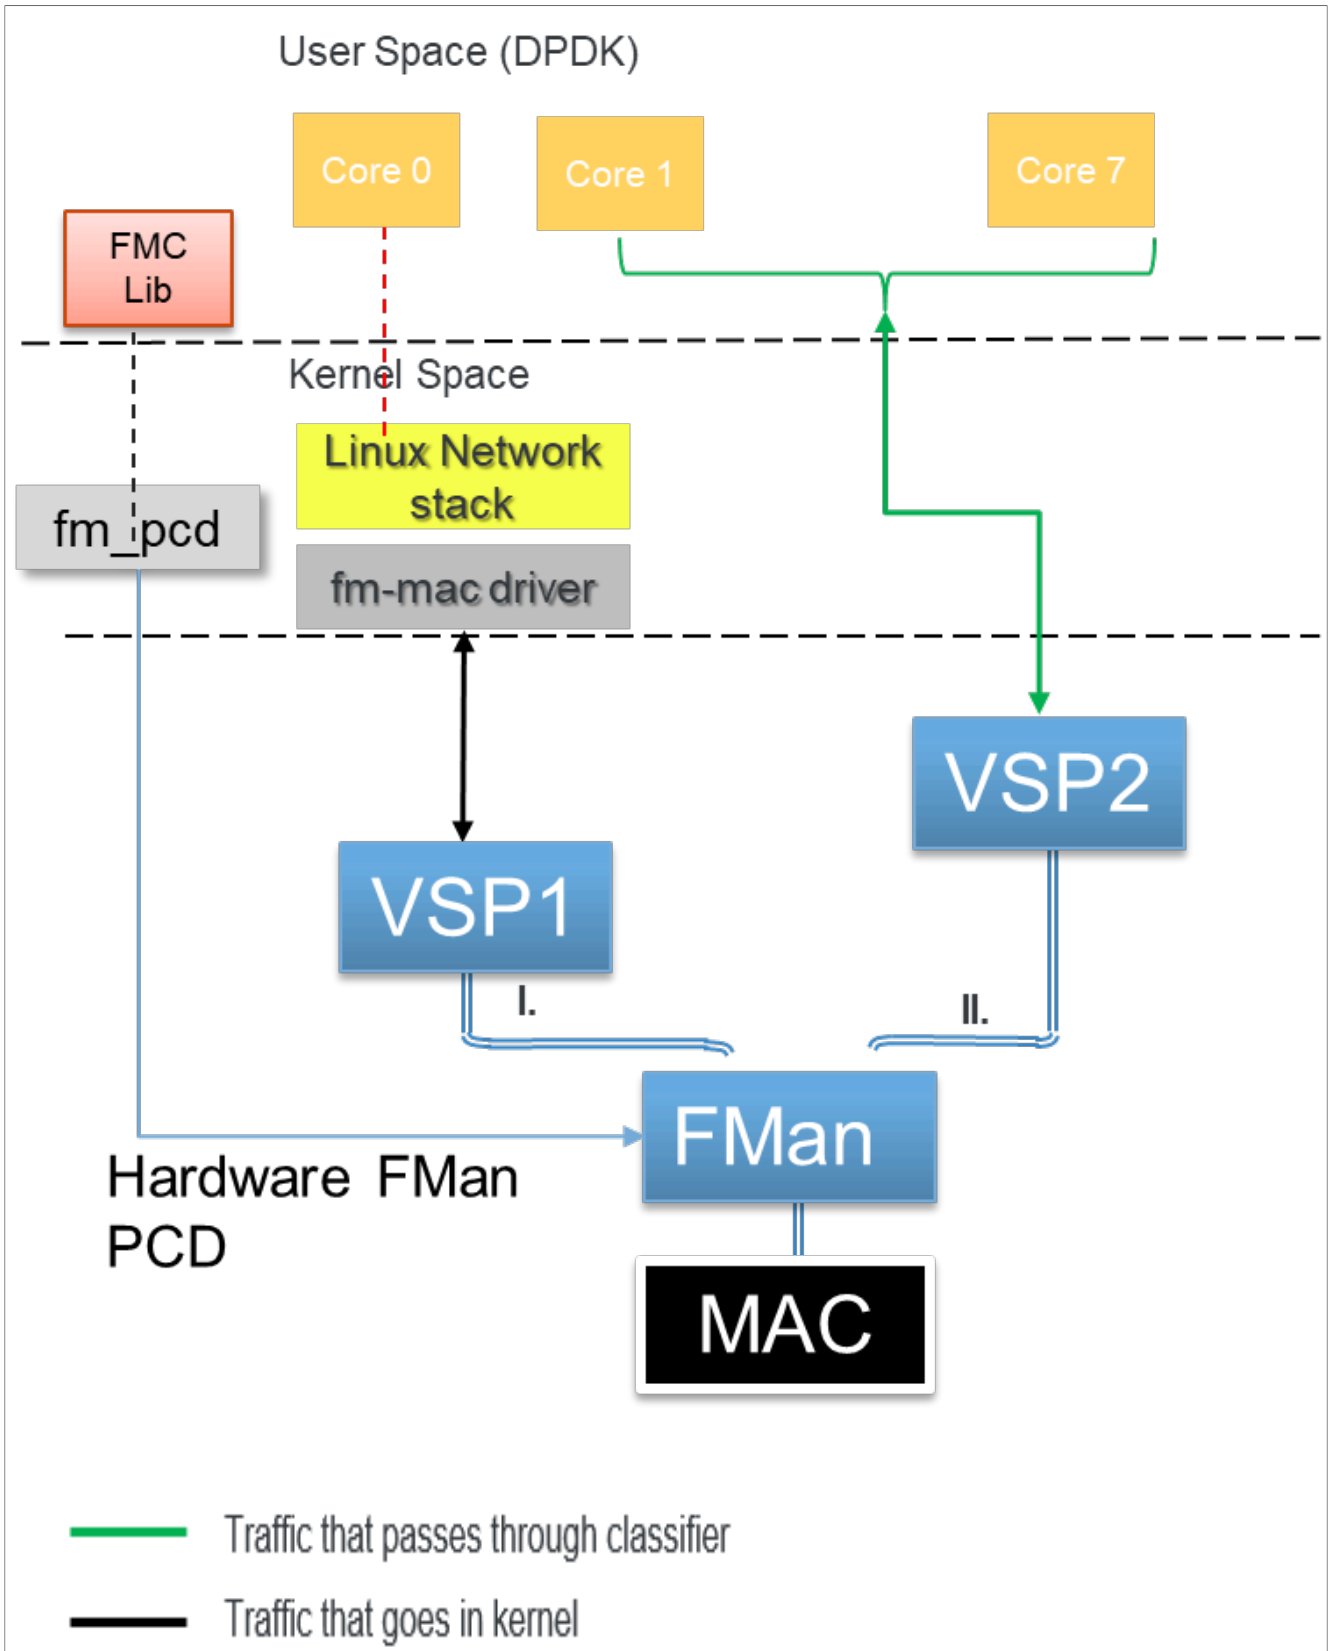 User Space (DPDK)
Core 0
Core 1
Core 7
FMC
Lib
Kernel Space
Linux Network
stack
fm_pcd
fm-mac driver
VSP2
VSP1
I.
II.
FMan
Hardware FMan
PCD
MAC
Traffic that passes through classifier
Traffic that goes in kernel